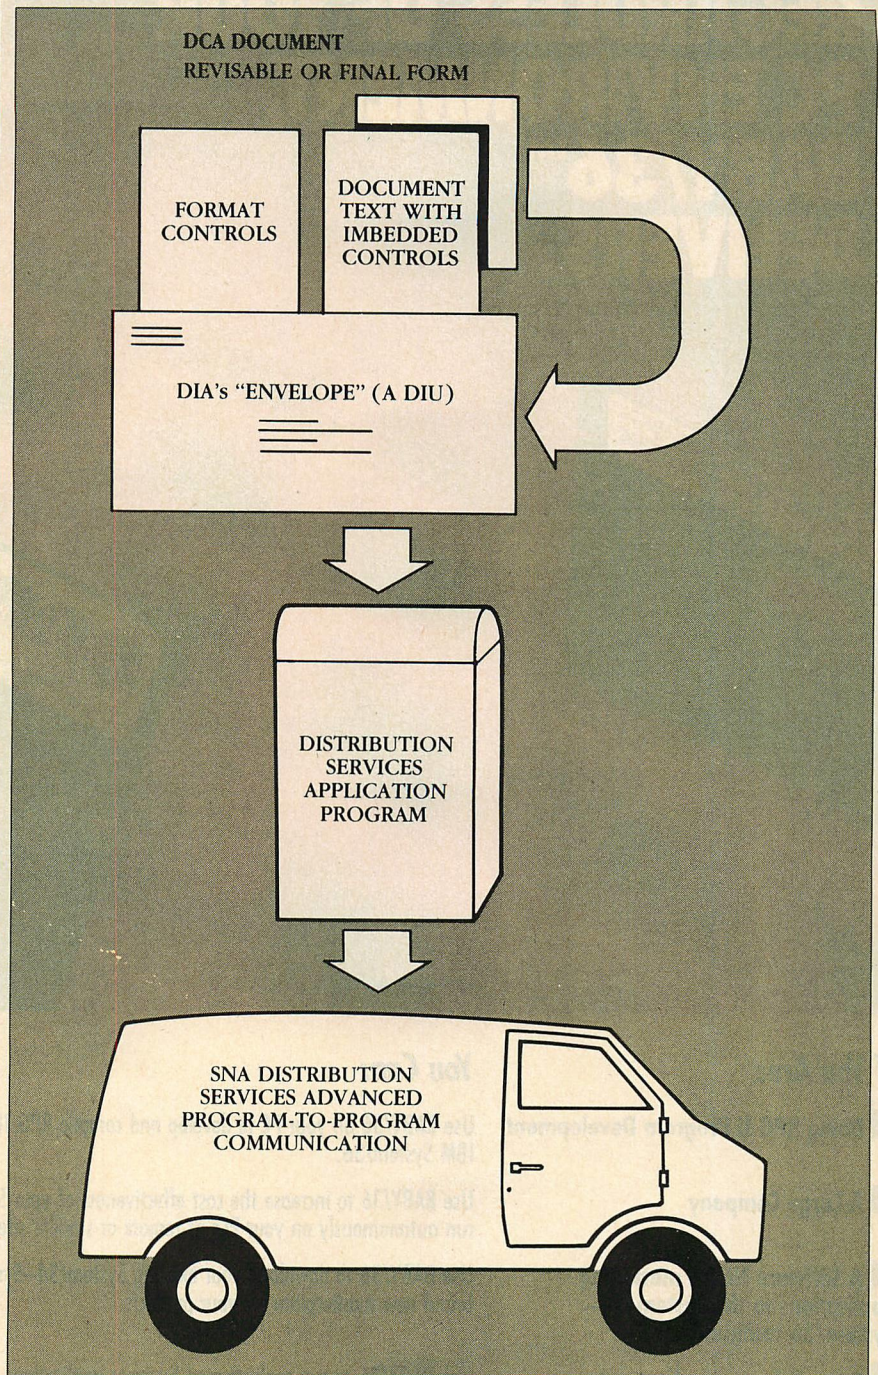 DCA DOCUMENT
REVISABLE OR FINAL FORM
FORMAT
CONTROLS
DOCUMENT
TEXT WITH
IMBEDDED
CONTROLS
DIA's “ENVELOPE” (A DIU)
DISTRIBUTION
SERVICES
APPLICATION
PROGRAM
SNA DISTRIBUTION
SERVICES ADVANCED
PROGRAM-TO-PROGRAM
COMMUNICATION